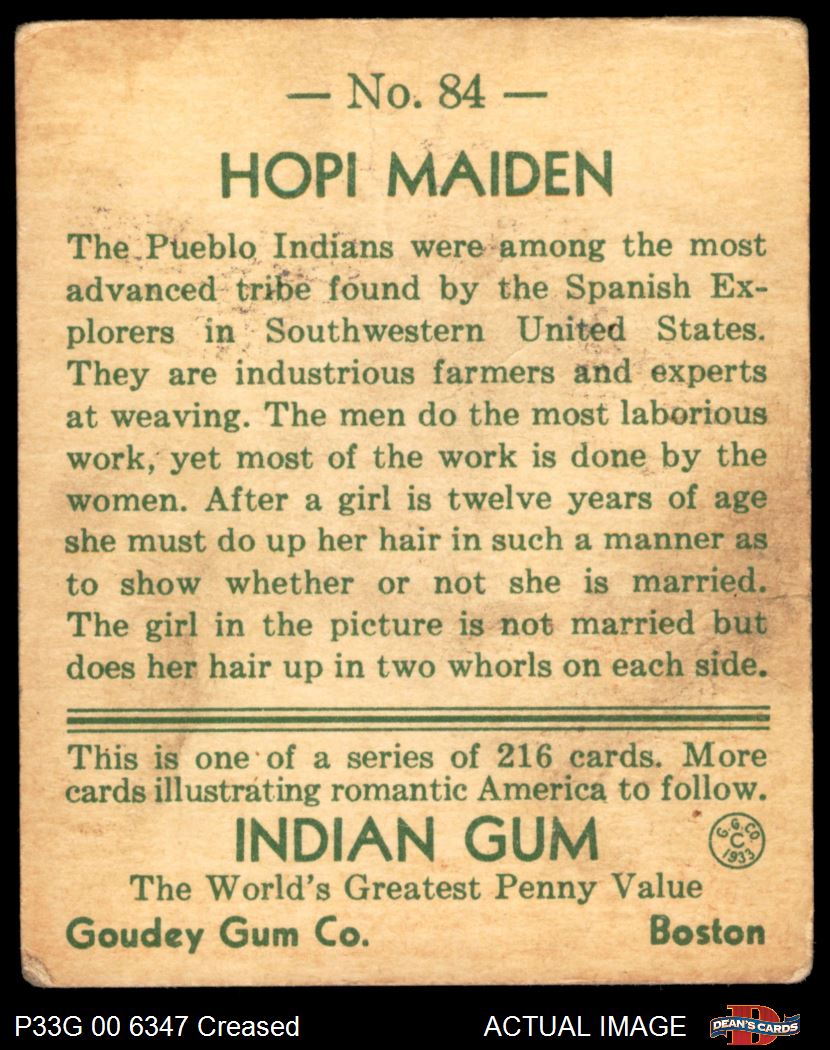 — No. 84 —
HOPI MAIDEN
The Pueblo Indians were among the most
advanced tribe found by the Spanish Ex-
plorers in Southwestern United States.
They are industrious farmers and experts
at weaving. The men do the most laborious
work, yet most of the work is done by the
women. After a girl is twelve years of age
she must do up her hair in such a manner as
to show whether or not she is married.
The girl in the picture is not married but
does her hair up in two whorls on each side.
This is one of a series of 216 cards. More
cards illustrating romantic America to follow.
INDIAN GUM
G.G.CO
C
1933
The World's Greatest Penny Value
Goudey Gum Co. Boston
P33G 00 6347 Creased ACTUAL IMAGE
D
DEAN'S CARDS